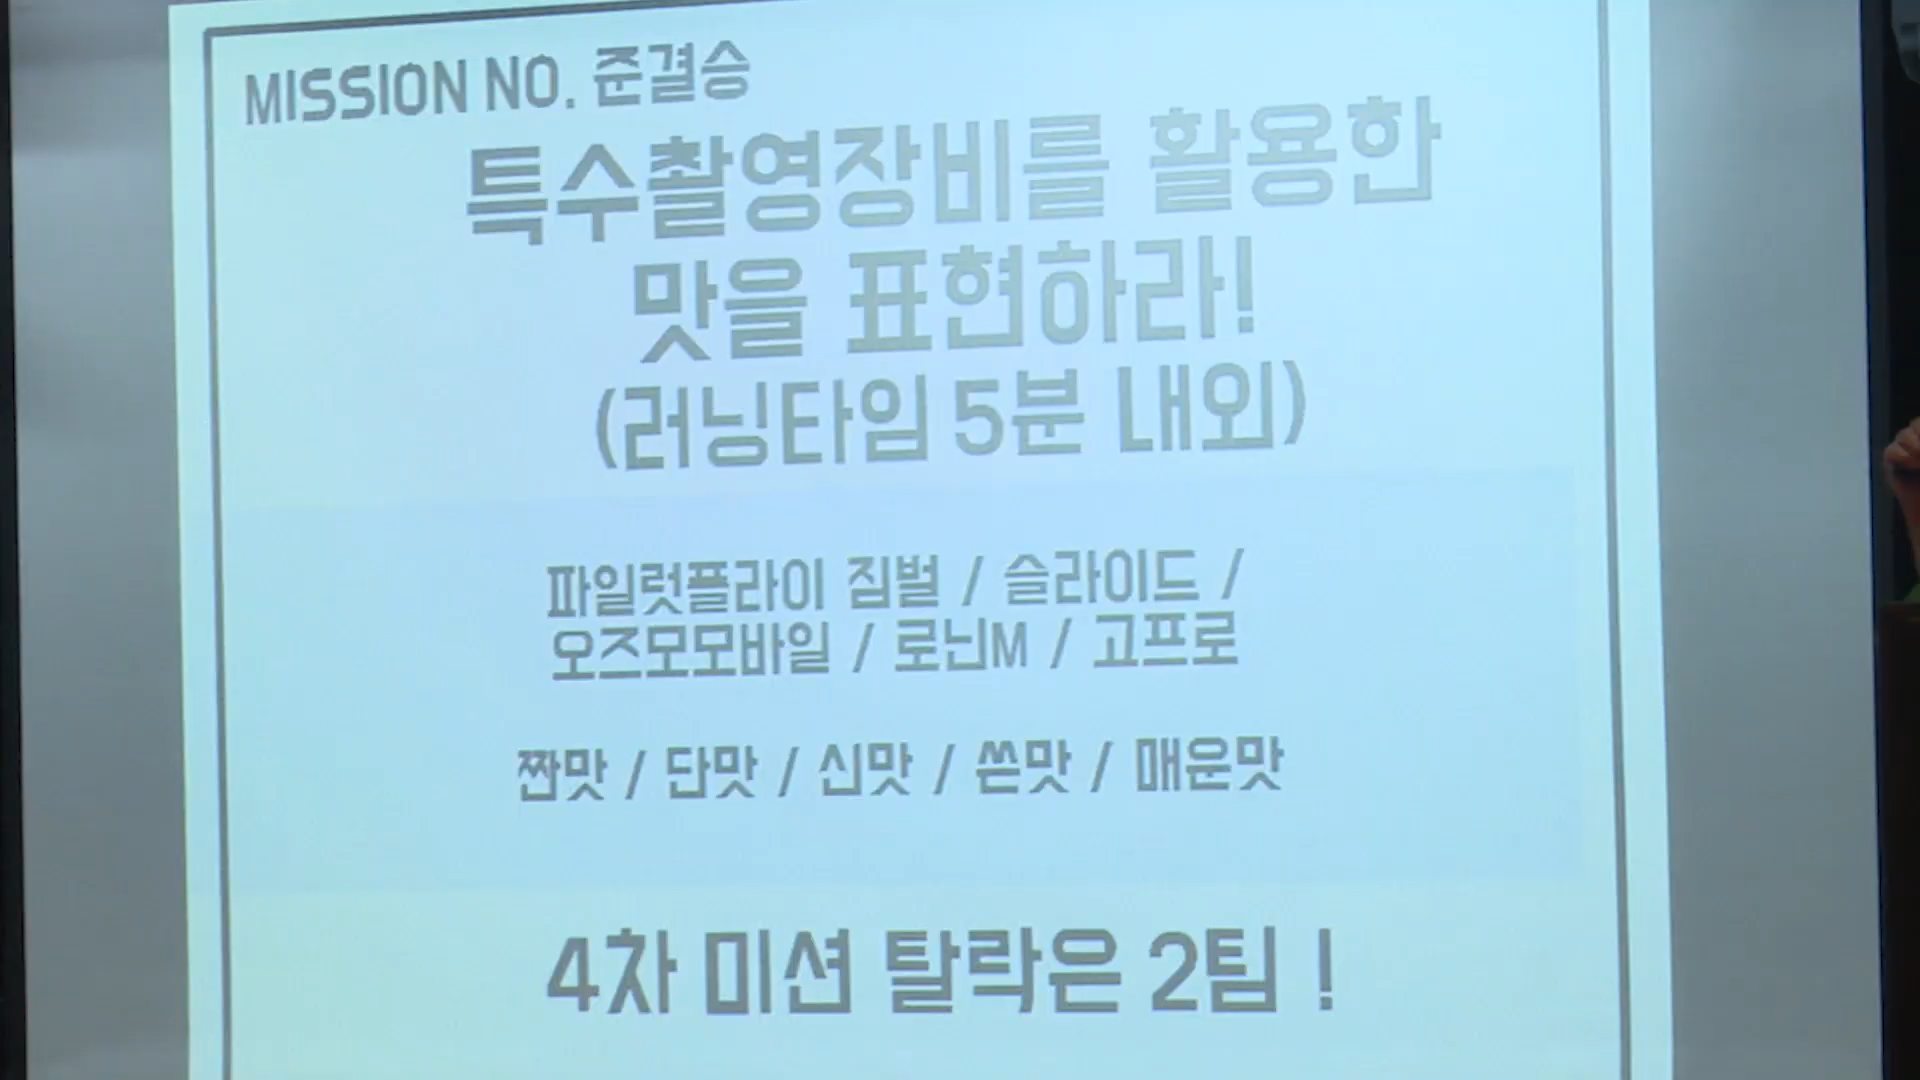 MISSION NO. 준결승
특수촬영장비를 활용한
맛을 표현하라!
(러닝타임 5분 내외)
파일럿플라이 짐벌 / 슬라이드 /
오즈모모바일 / 로닌M / 고프로
짠맛 / 단맛 / 신맛 / 쓴맛 / 매운맛
4차 미션 탈락은 2팀 !